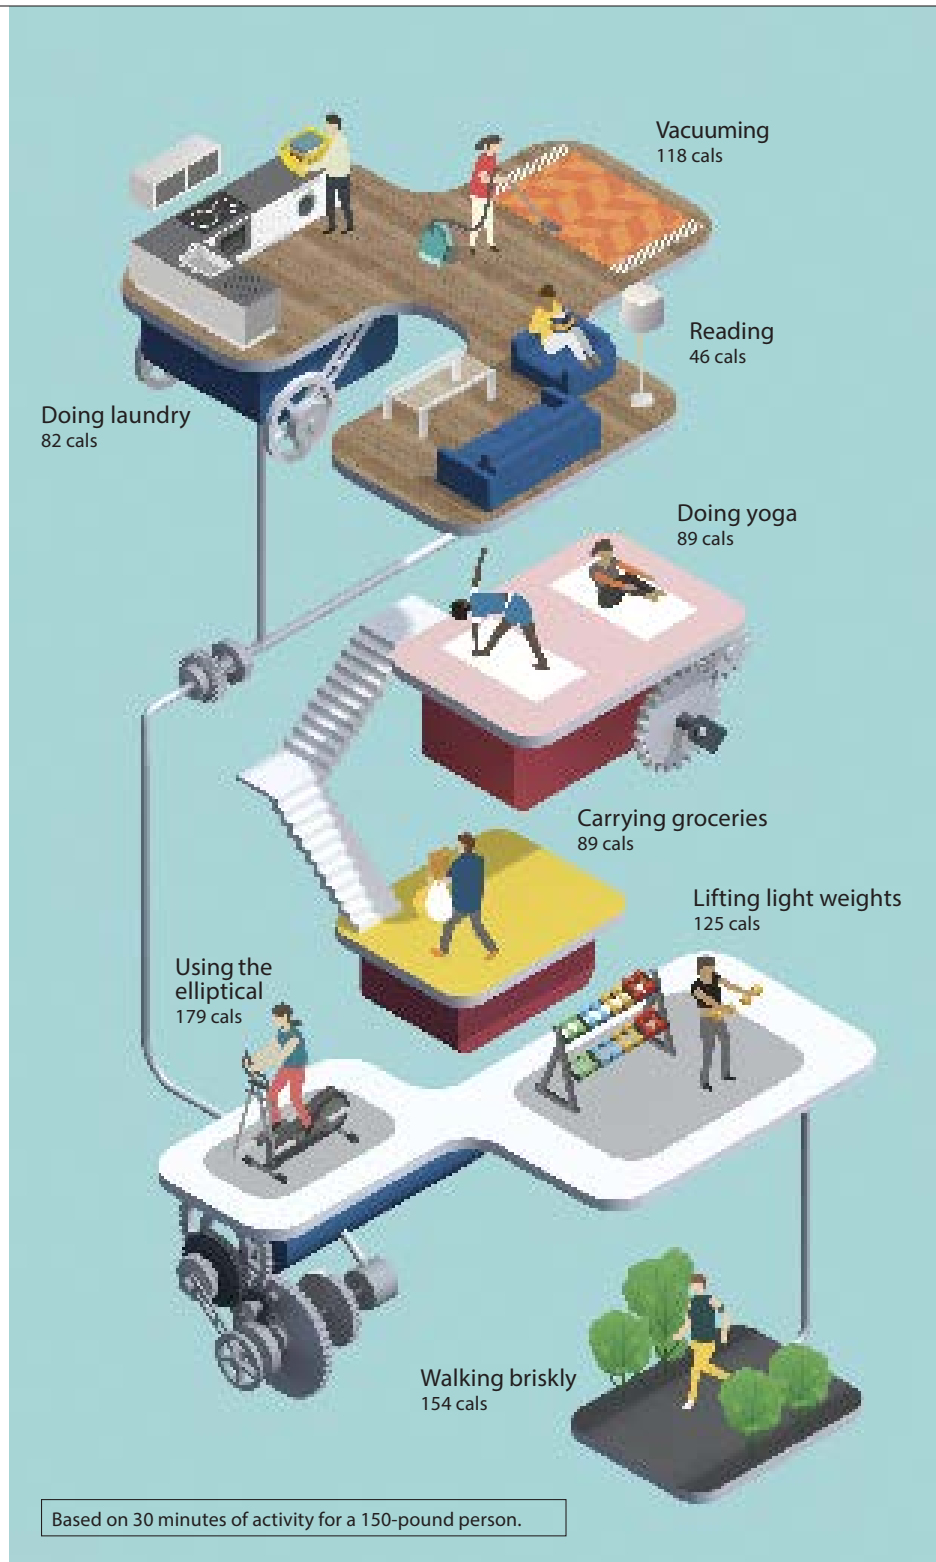 Vacuuming
118 cals
Reading
46 cals
Doing laundry
82 cals
Doing yoga
89 cals
Carrying groceries
89 cals
Lifting light weights
125 cals
Using the
elliptical
179 cals
Walking briskly
154 cals
Based on 30 minutes of activity for a 150-pound person.